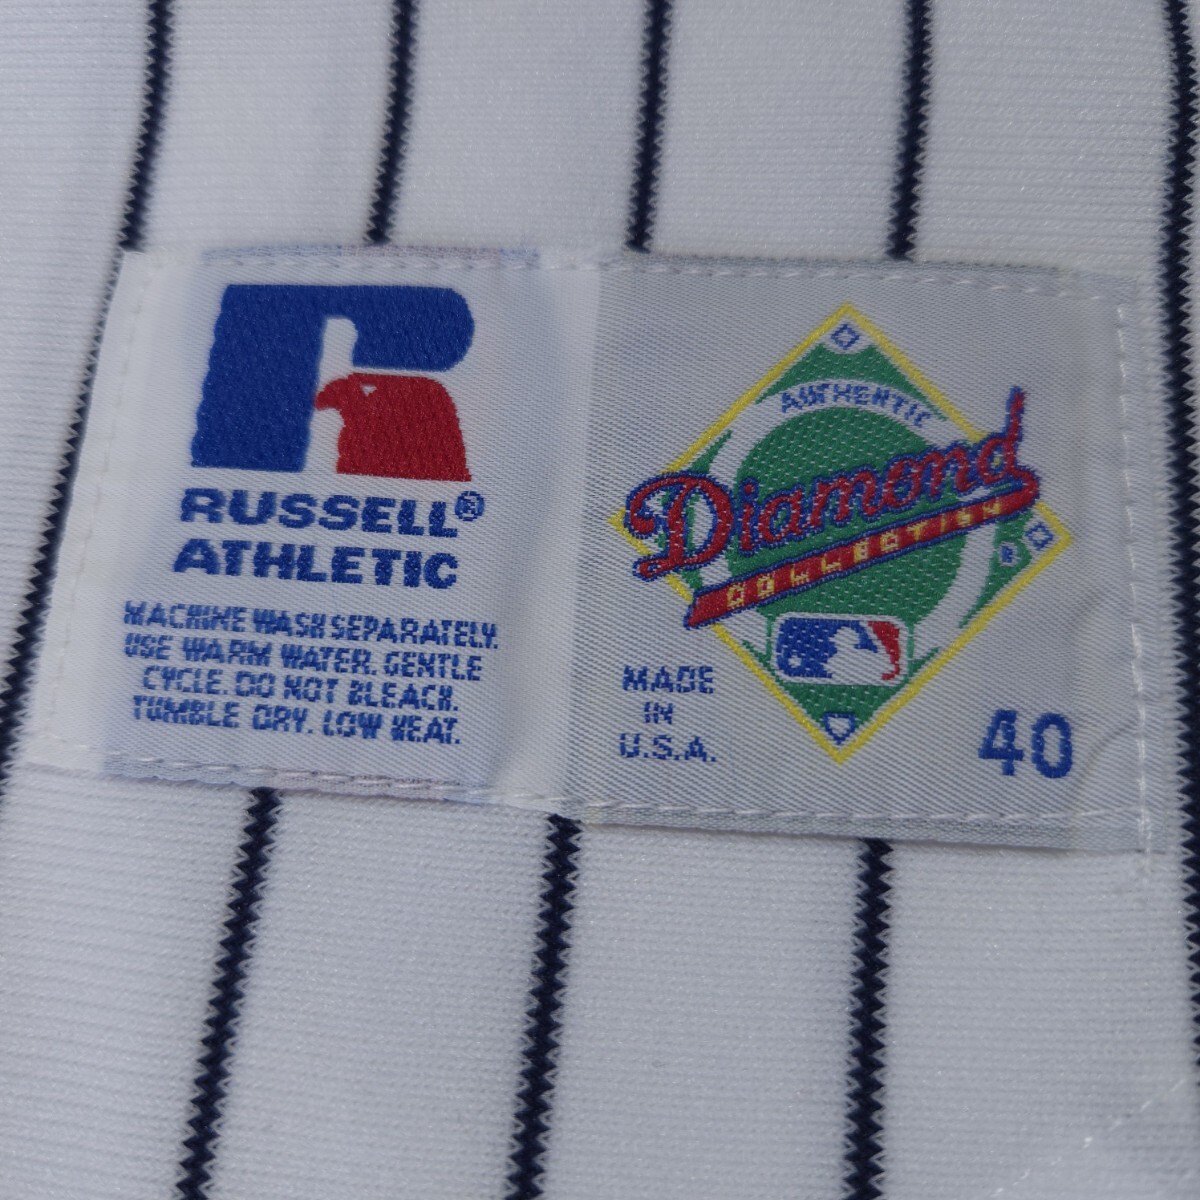 RUSSELL®
ATHLETIC
MACHINE WASH SEPARATELY.
USE WARM WATER. GENTLE
CYCLE. DO NOT BLEACH.
TUMBLE DRY. LOW HEAT.
AUTHENTIC
Diamond
COLLECTION
MADE
IN
U.S.A.
40